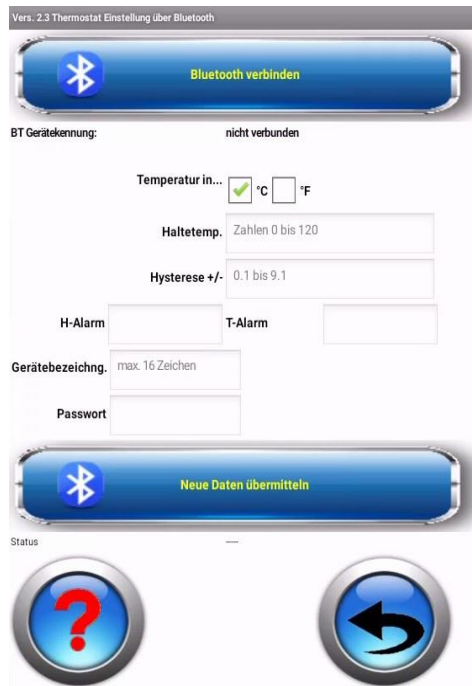 Vers. 2.3 Thermostat Einstellung über Bluetooth
Bluetooth verbinden
BT Gerätekennung: nicht verbunden
Temperatur in... °C °F
Haltetemp. Zahlen 0 bis 120
Hysterese +/- 0.1 bis 9.1
H-Alarm T-Alarm
Gerätebezeichng. max. 16 Zeichen
Passwort
Neue Daten übermitteln
Status ---
?